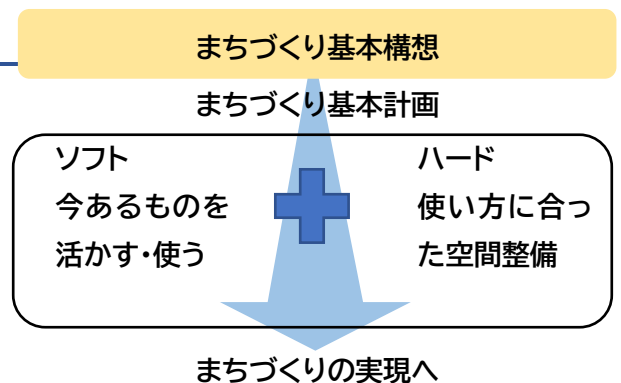 まちづくり基本構想
まちづくり基本計画
ソフト
今あるものを
活かす・使う
ハード
使い方に合っ
た空間整備
まちづくりの実現へ